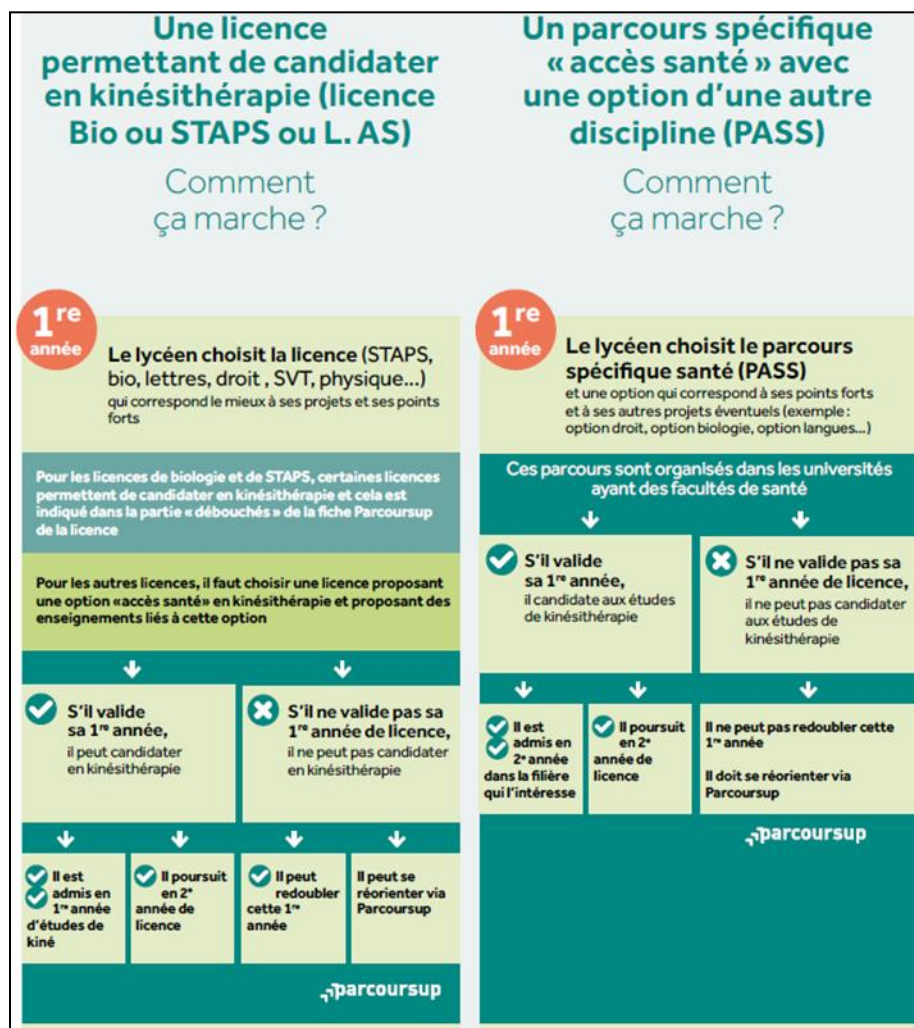 Une licence
permettant de candidater
en kinésithérapie (licence
Bio ou STAPS ou L. AS)
Comment
ça marche ?
1re
année
Le lycéen choisit la licence (STAPS,
bio, lettres, droit , SVT, physique...)
qui correspond le mieux à ses projets et ses points
forts
Pour les licences de biologie et de STAPS, certaines licences
permettent de candidater en kinésithérapie et cela est
indiqué dans la partie « débouchés » de la fiche Parcoursup
de la licence
Pour les autres licences, il faut choisir une licence proposant
une option «accès santé» en kinésithérapie et proposant des
enseignements liés à cette option
S'il valide
sa 1re année,
il peut candidater
en kinésithérapie
S'il ne valide pas sa
1re année de licence,
il ne peut pas candidater
en kinésithérapie
Il est
admis en
1re année
d'études de
kiné
Il poursuit
en 2e
année de
licence
Il peut
redoubler
cette 1re
année
Il peut se
réorienter via
Parcoursup
parcoursup
Un parcours spécifique
« accès santé » avec
une option d'une autre
discipline (PASS)
Comment
ça marche ?
1re
année
Le lycéen choisit le parcours
spécifique santé (PASS)
et une option qui correspond à ses points forts
et à ses autres projets éventuels (exemple :
option droit, option biologie, option langues...)
Ces parcours sont organisés dans les universités
ayant des facultés de santé
S'il valide
sa 1re année,
il candidate aux études
de kinésithérapie
S'il ne valide pas sa
1re année de licence,
il ne peut pas candidater
aux études de
kinésithérapie
Il est
admis en
2e année
dans la filière
qui l'intéresse
Il poursuit
en 2e
année de
licence
Il ne peut pas redoubler cette
1re année
Il doit se réorienter via
Parcoursup
parcoursup